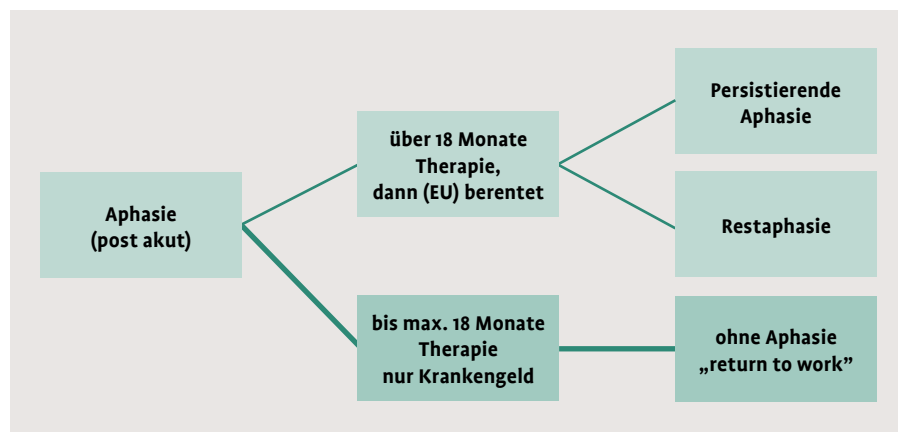 Aphasie
(post akut)
über 18 Monate
Therapie,
dann (EU) berentet
Persistierende
Aphasie
Restaphasie
bis max. 18 Monate
Therapie
nur Krankengeld
ohne Aphasie
„return to work”